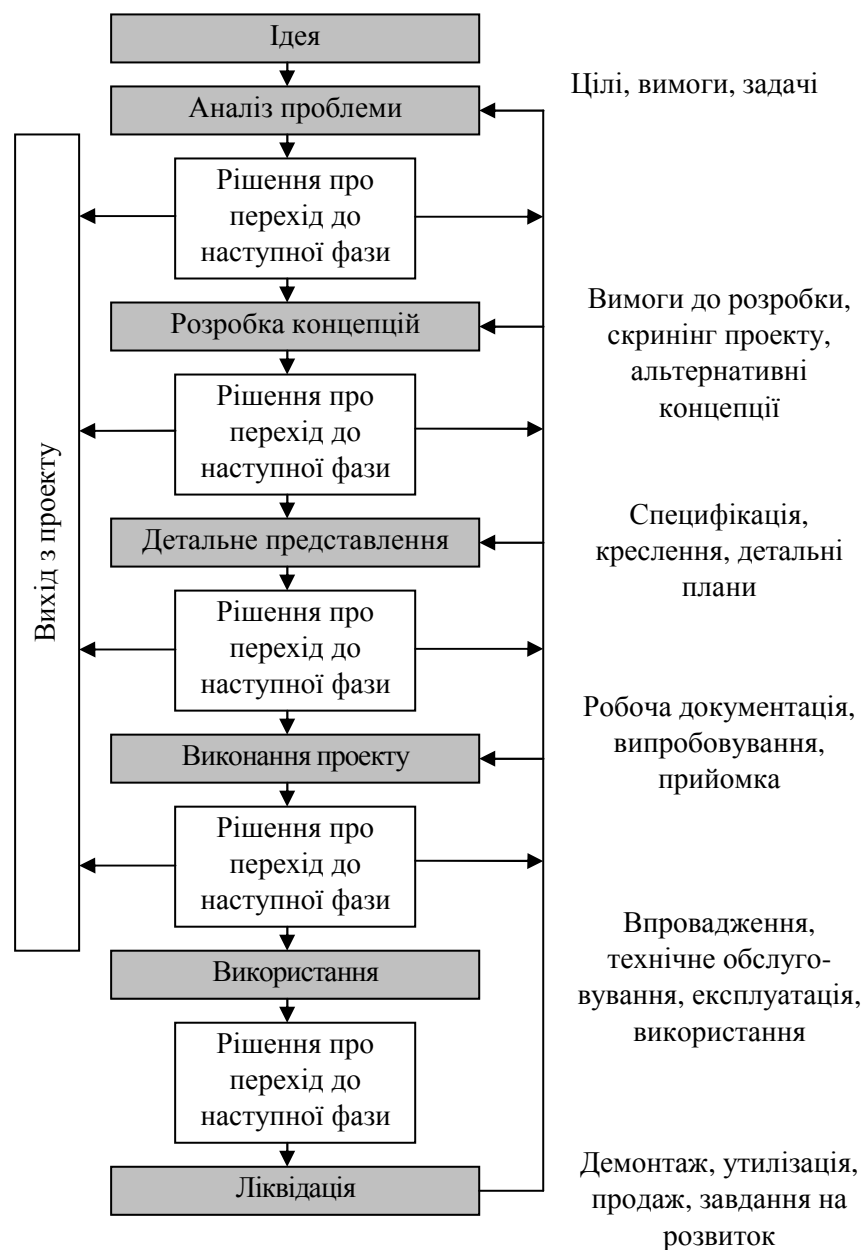 Ідея
Аналіз проблеми
Цілі, вимоги, задачі
Рішення про
перехід до
наступної фази
Розробка концепцій
Вимоги до розробки,
скринінг проекту,
альтернативні
концепції
Рішення про
перехід до
наступної фази
Вихід з проекту
Детальне представлення
Специфікація,
креслення, детальні
плани
Рішення про
перехід до
наступної фази
Виконання проекту
Робоча документація,
випробовування,
прийомка
Рішення про
перехід до
наступної фази
Використання
Впровадження,
технічне обслуго-
вування, експлуатація,
використання
Рішення про
перехід до
наступної фази
Ліквідація
Демонтаж, утилізація,
продаж, завдання на
розвиток